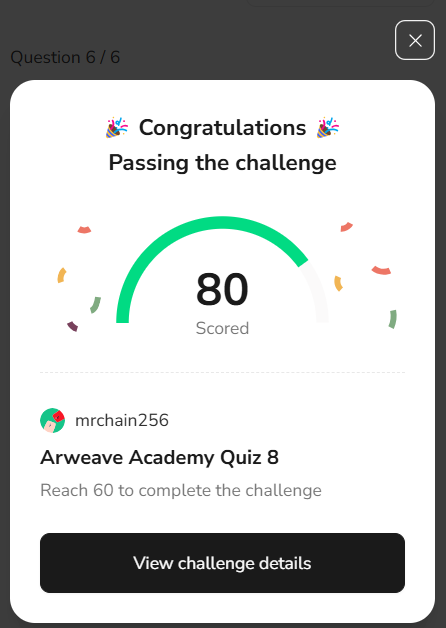 Question 6 / 6
🎉 Congratulations 🎉
Passing the challenge
80
Scored
mrchain256
Arweave Academy Quiz 8
Reach 60 to complete the challenge
View challenge details